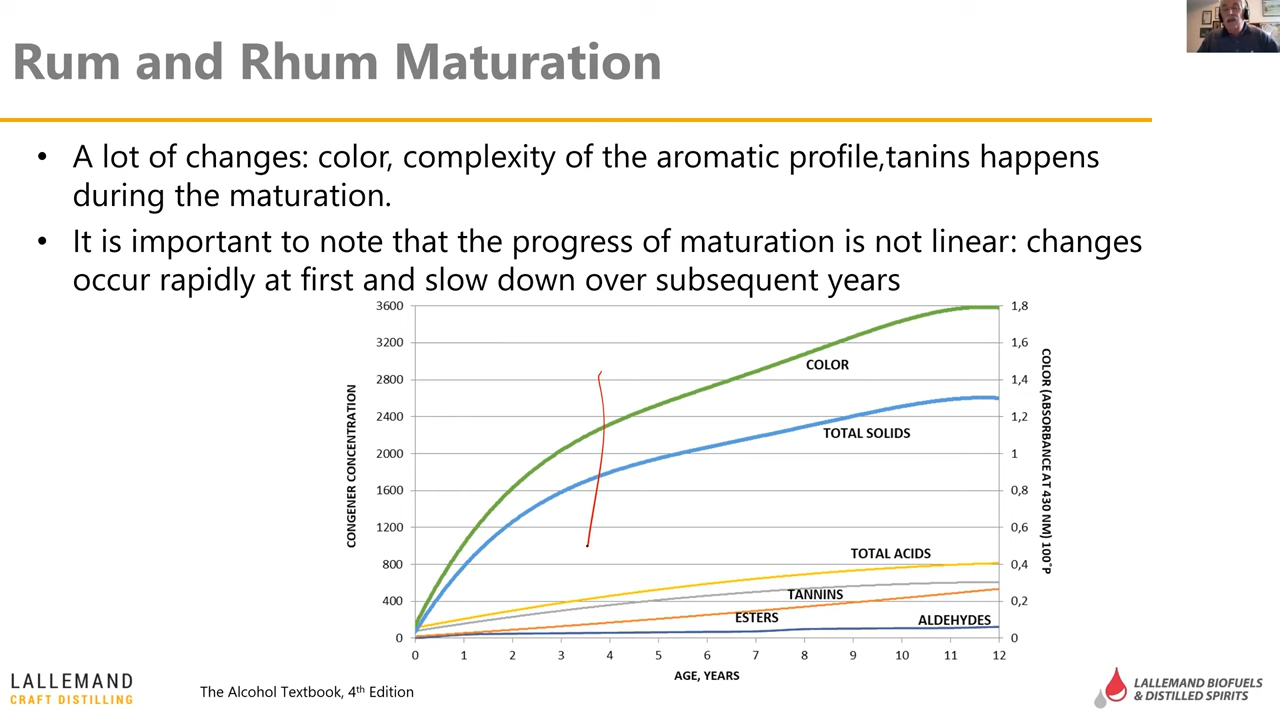 Rum and Rhum Maturation
• A lot of changes: color, complexity of the aromatic profile,tanins happens
during the maturation.
• It is important to note that the progress of maturation is not linear: changes
occur rapidly at first and slow down over subsequent years
3600
3200
2800
2400
2000
1600
1200
800
400
0
CONGENER CONCENTRATION
COLOR
TOTAL SOLIDS
TOTAL ACIDS
TANNINS
ESTERS
ALDEHYDES
1,8
1,6
1,4
1,2
1
0,8
0,6
0,4
0,2
0
COLOR (ABSORBANCE AT 430 NM) 100°P
0 1 2 3 4 5 6 7 8 9 10 11 12
AGE, YEARS
LALLEMAND
CRAFT DISTILLING
The Alcohol Textbook, 4th Edition
LALLEMAND BIOFUELS
& DISTILLED SPIRITS